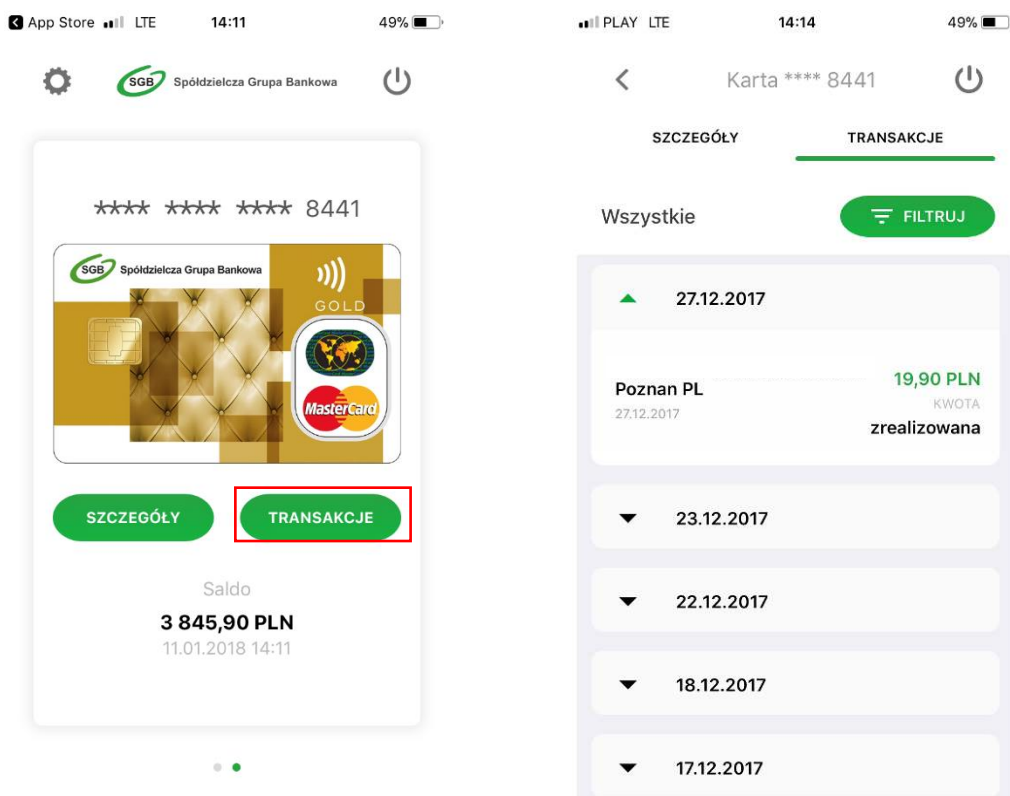 App Store LTE 14:11 49%
SGB Spółdzielcza Grupa Bankowa
**** **** **** 8441
SGB Spółdzielcza Grupa Bankowa
GOLD
MasterCard
SZCZEGÓŁY TRANSAKCJE
Saldo
3 845,90 PLN
11.01.2018 14:11
PLAY LTE 14:14 49%
Karta **** 8441
SZCZEGÓŁY TRANSAKCJE
Wszystkie FILTRUJ
27.12.2017
Poznan PL 19,90 PLN
27.12.2017 KWOTA
zrealizowana
23.12.2017
22.12.2017
18.12.2017
17.12.2017